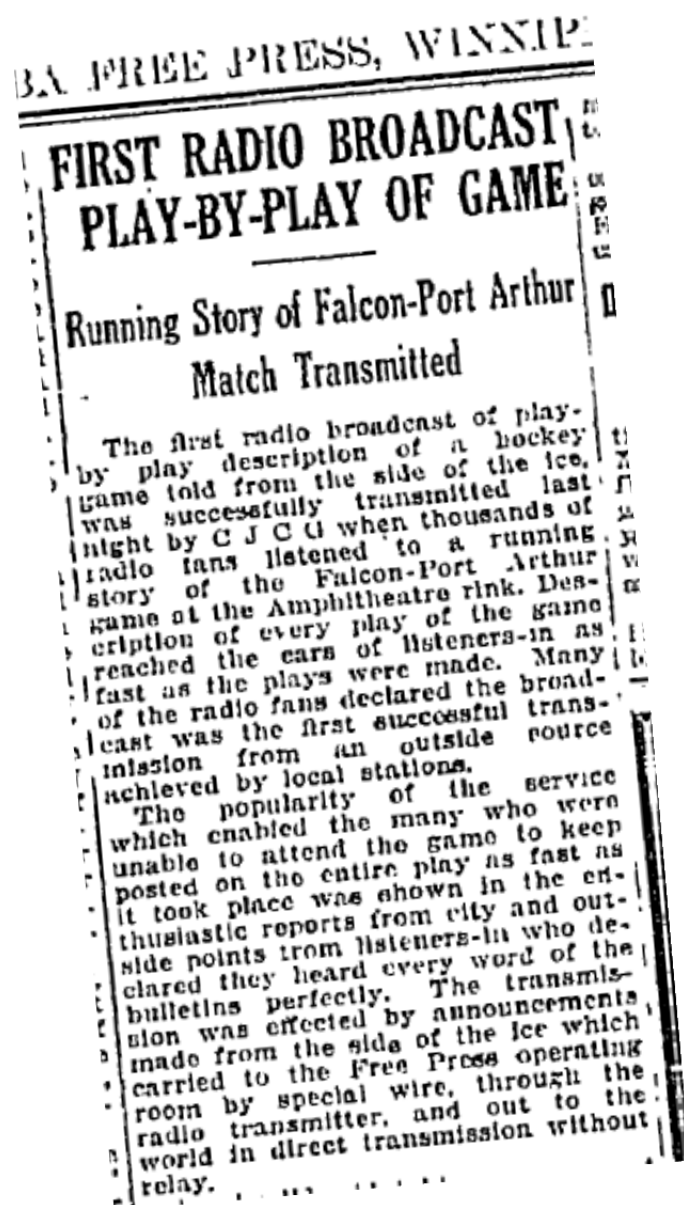 BA FREE PRESS, WINNIP
FIRST RADIO BROADCAST
PLAY-BY-PLAY OF GAME
Running Story of Falcon-Port Arthur
Match Transmitted
The first radio broadcast of play-
by play description of a hockey
game told from the side of the ice,
was successfully transmitted last
night by C J C G when thousands of
radio fans listened to a running
story of the Falcon-Port Arthur
game at the Amphitheatre rink. Des-
cription of every play of the game
reached the ears of listeners-in as
fast as the plays were made. Many
of the radio fans declared the broad-
cast was the first successful trans-
mission from an outside source
achieved by local stations.
The popularity of the service
which enabled the many who were
unable to attend the game to keep
posted on the entire play as fast as
it took place was shown in the en-
thusiastic reports from city and out-
side points from listeners-in who de-
clared they heard every word of the
bulletins perfectly. The transmis-
sion was effected by announcements
made from the side of the ice which
carried to the Free Press operating
room by special wire, through the
radio transmitter, and out to the
world in direct transmission without
relay.